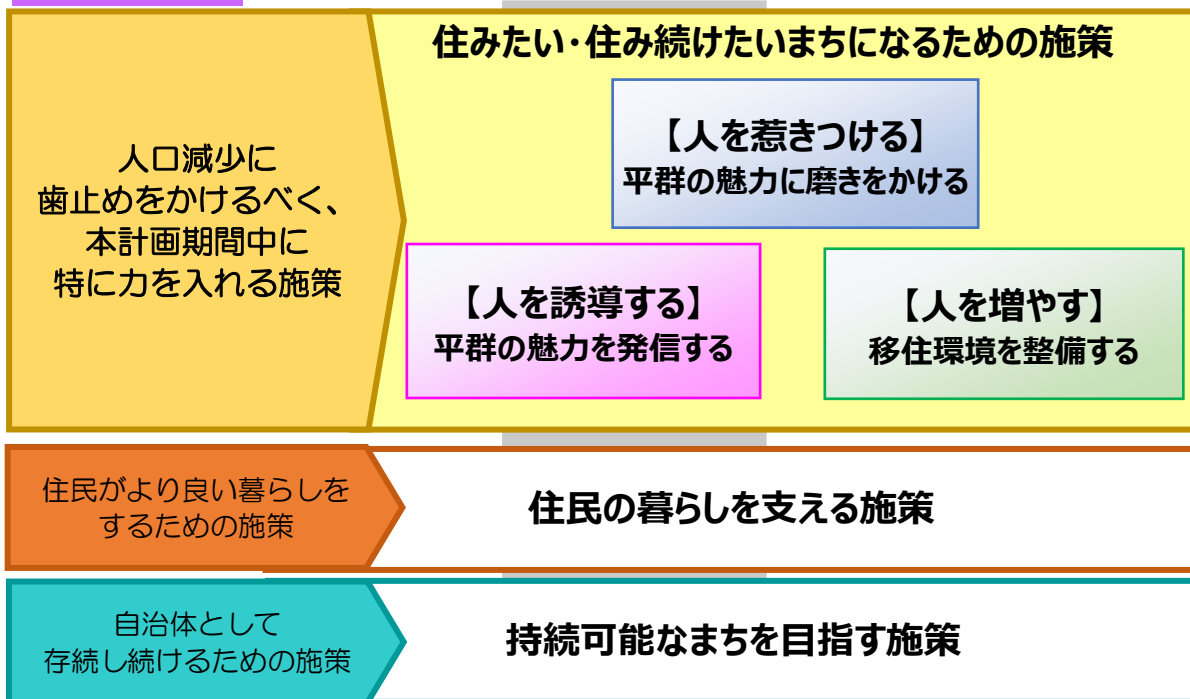 人口減少に
歯止めをかけるべく、
本計画期間中に
特に力を入れる施策
住みたい・住み続けたいまちになるための施策
【人を惹きつける】
平群の魅力に磨きをかける
【人を誘導する】
平群の魅力を発信する
【人を増やす】
移住環境を整備する
住民がより良い暮らしを
するための施策
住民の暮らしを支える施策
自治体として
存続し続けるための施策
持続可能なまちを目指す施策